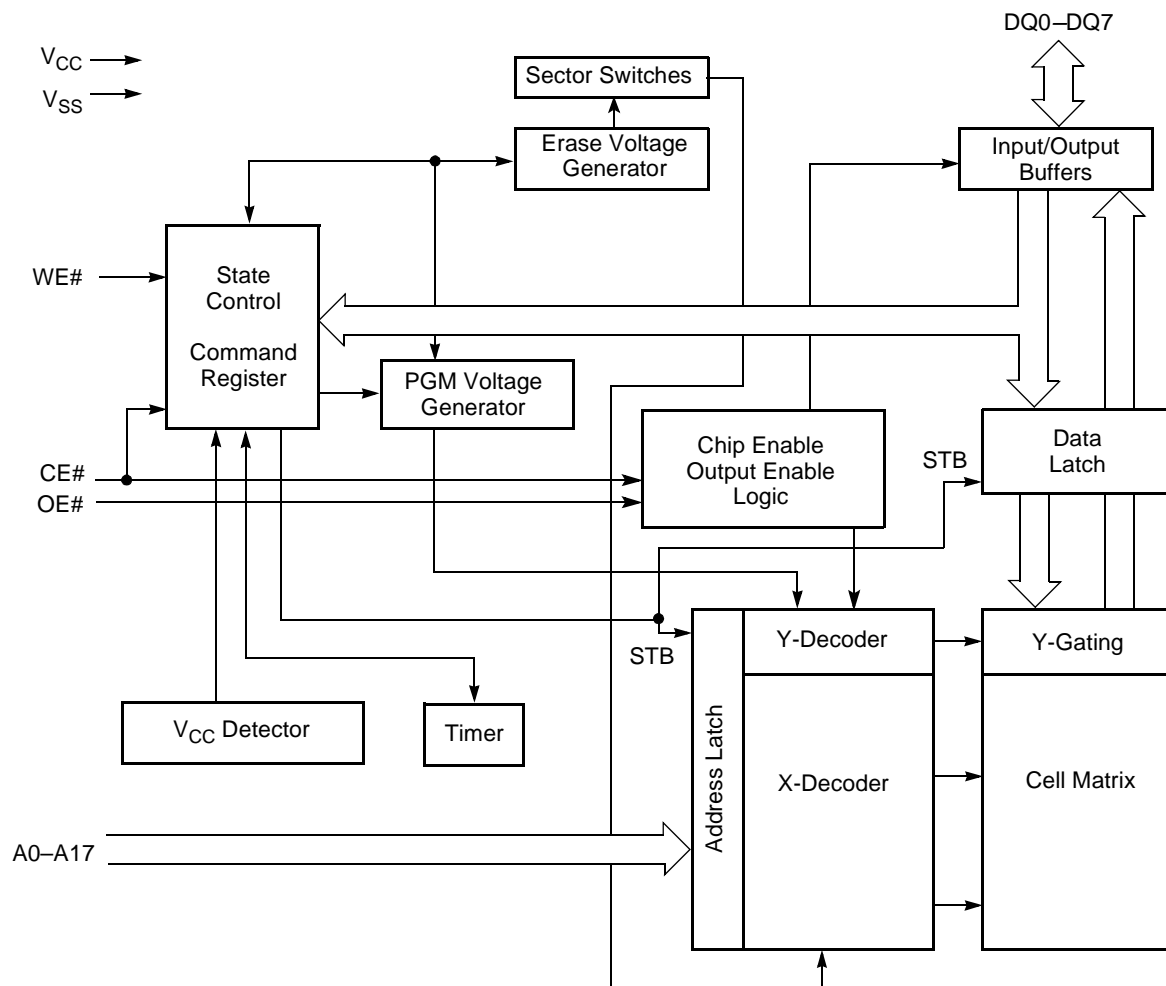 DQ0–DQ7
VCC
VSS
Sector Switches
Erase Voltage
Generator
Input/Output
Buffers
WE#
State
Control
Command
Register
PGM Voltage
Generator
Chip Enable
Output Enable
Logic
Data
Latch
STB
CE#
OE#
STB
Y-Decoder
Y-Gating
VCC Detector
Timer
Address Latch
X-Decoder
Cell Matrix
A0–A17